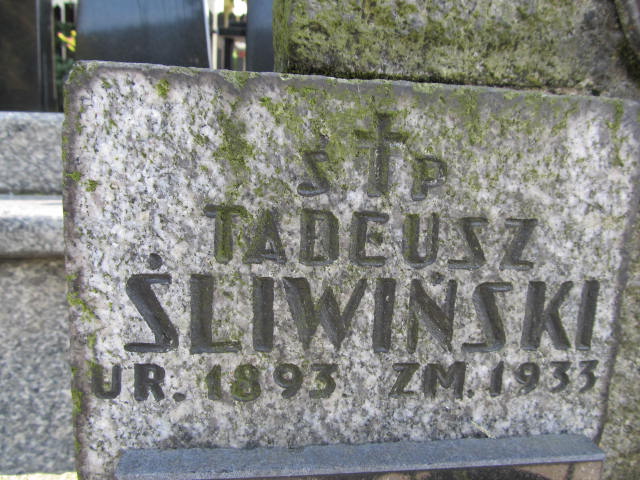 Ś P
TADEUSZ
ŚLIWIŃSKI
UR. 1893. ZM. 1933